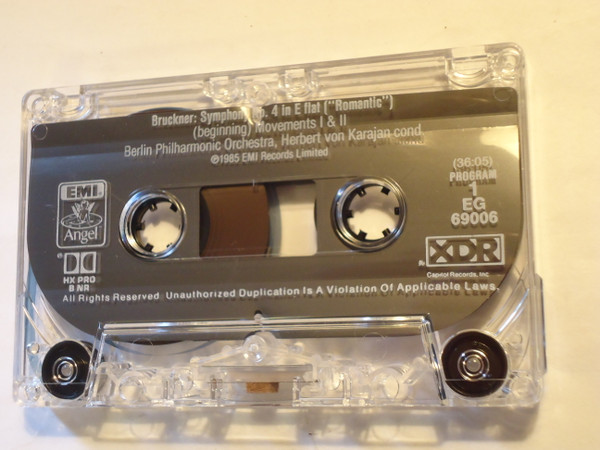 Bruckner: Symphony No. 4 in E flat ("Romantic")
(beginning) Movements I & II
Berlin Philharmonic Orchestra, Herbert von Karajan cond.
℗1985 EMI Records Limited
(36:05)
PROGRAM
1
EG
69006
EMI
Angel
XDR
Capitol Records, Inc
HX PRO
B NR
All Rights Reserved. Unauthorized Duplication Is A Violation Of Applicable Laws.